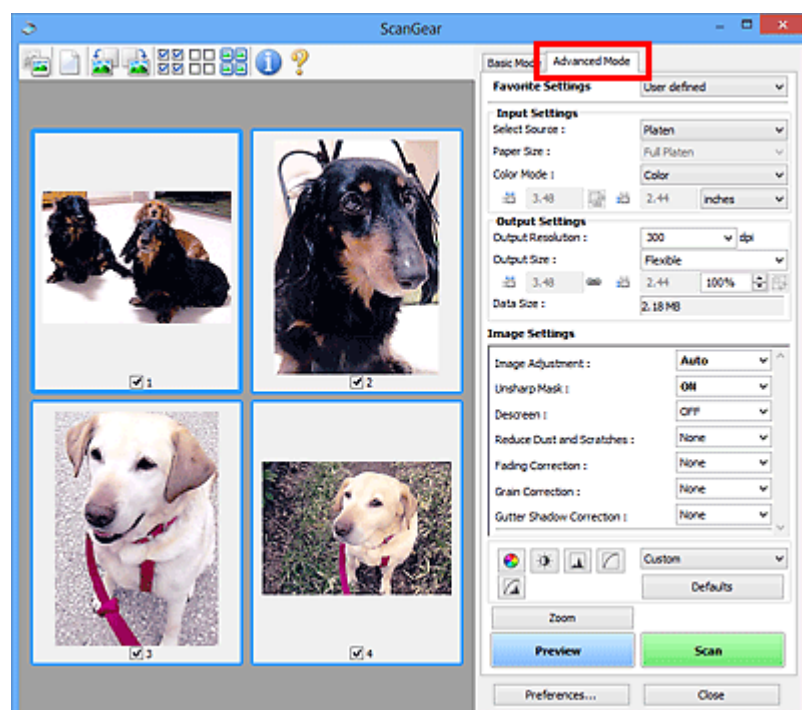 ScanGear
Basic Mode Advanced Mode
Favorite Settings User defined
Input Settings
Select Source : Platen
Paper Size : Full Platen
Color Mode : Color
3.48 2.44 inches
Output Settings
Output Resolution : 300 dpi
Output Size : Flexible
3.48 2.44 100%
Data Size : 2.18 MB
Image Settings
Image Adjustment : Auto
Unsharp Mask : ON
Descreen : OFF
Reduce Dust and Scratches : None
Fading Correction : None
Grain Correction : None
Gutter Shadow Correction : None
1
2
3
4
Custom
Defaults
Zoom
Preview Scan
Preferences... Close